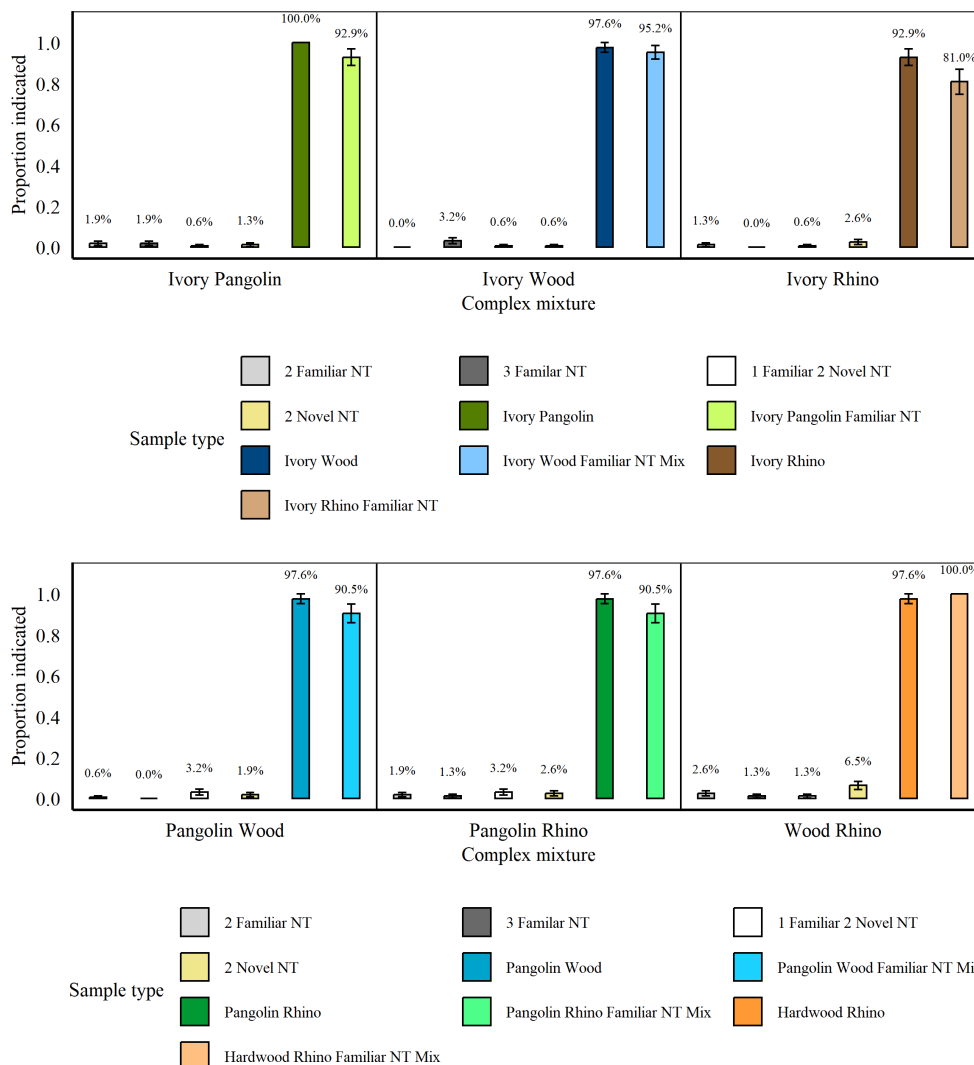 100.0%
97.6%
92.9%
95.2%
92.9%
81.0%
1.0
0.8
0.6
0.4
0.2
0.0
Proportion indicated
1.9% 1.9% 0.6% 1.3%
0.0% 3.2% 0.6% 0.6%
1.3% 0.0% 0.6% 2.6%
Ivory Pangolin Ivory Wood Ivory Rhino
Complex mixture
Sample type
2 Familiar NT 3 Familar NT 1 Familiar 2 Novel NT
2 Novel NT Ivory Pangolin Ivory Pangolin Familiar NT
Ivory Wood Ivory Wood Familiar NT Mix Ivory Rhino
Ivory Rhino Familiar NT
97.6% 90.5%
97.6% 90.5%
97.6% 100.0%
1.0
0.8
0.6
0.4
0.2
0.0
Proportion indicated
0.6% 0.0% 3.2% 1.9%
1.9% 1.3% 3.2% 2.6%
2.6% 1.3% 1.3% 6.5%
Pangolin Wood Pangolin Rhino Wood Rhino
Complex mixture
Sample type
2 Familiar NT 3 Familar NT 1 Familiar 2 Novel NT
2 Novel NT Pangolin Wood Pangolin Wood Familiar NT Mi
Pangolin Rhino Pangolin Rhino Familiar NT Mix Hardwood Rhino
Hardwood Rhino Familiar NT Mix